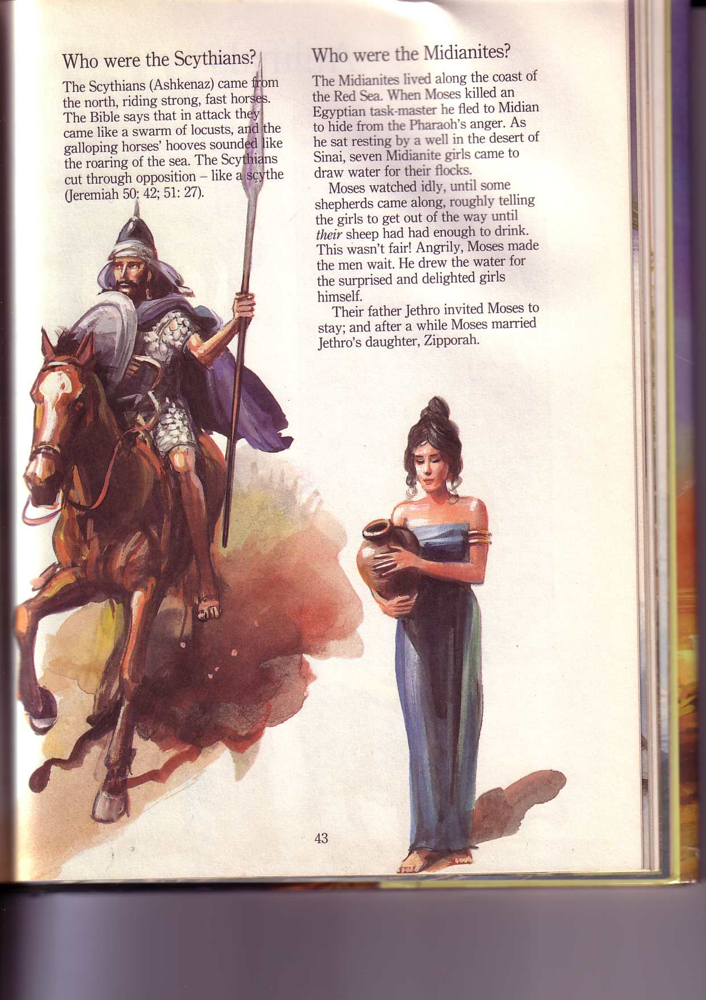 Who were the Scythians?
The Scythians (Ashkenaz) came from
the north, riding strong, fast horses.
The Bible says that in attack they
came like a swarm of locusts, and the
galloping horses' hooves sounded like
the roaring of the sea. The Scythians
cut through opposition – like a scythe
(Jeremiah 50: 42; 51: 27).
Who were the Midianites?
The Midianites lived along the coast of
the Red Sea. When Moses killed an
Egyptian task-master he fled to Midian
to hide from the Pharaoh's anger. As
he sat resting by a well in the desert of
Sinai, seven Midianite girls came to
draw water for their flocks.
Moses watched idly, until some
shepherds came along, roughly telling
the girls to get out of the way until
their sheep had had enough to drink.
This wasn't fair! Angrily, Moses made
the men wait. He drew the water for
the surprised and delighted girls
himself.
Their father Jethro invited Moses to
stay; and after a while Moses married
Jethro's daughter, Zipporah.
43